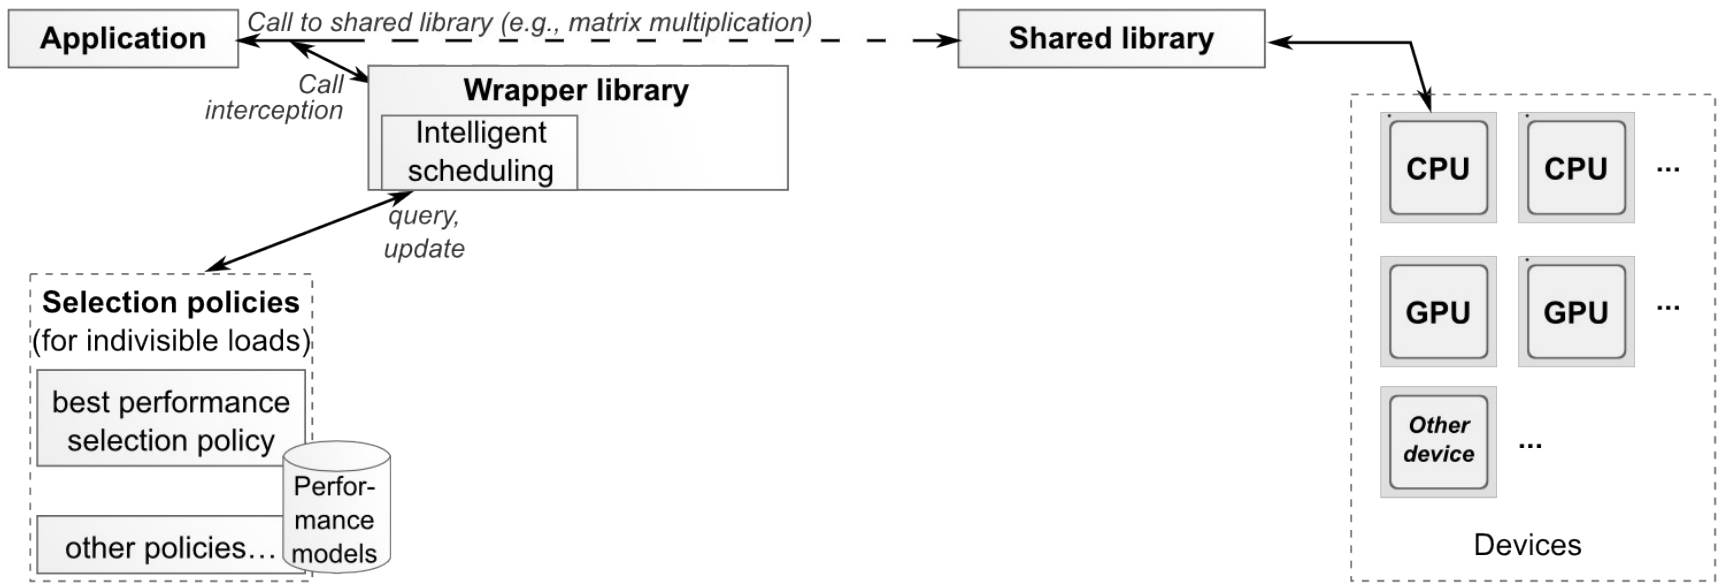 Application
Call to shared library (e.g., matrix multiplication)
Shared library
Call
interception
Wrapper library
Intelligent
scheduling
query,
update
Selection policies
(for indivisible loads)
best performance
selection policy
other policies...
Perfor-
mance
models
CPU
CPU
...
GPU
GPU
...
Other
device
...
Devices